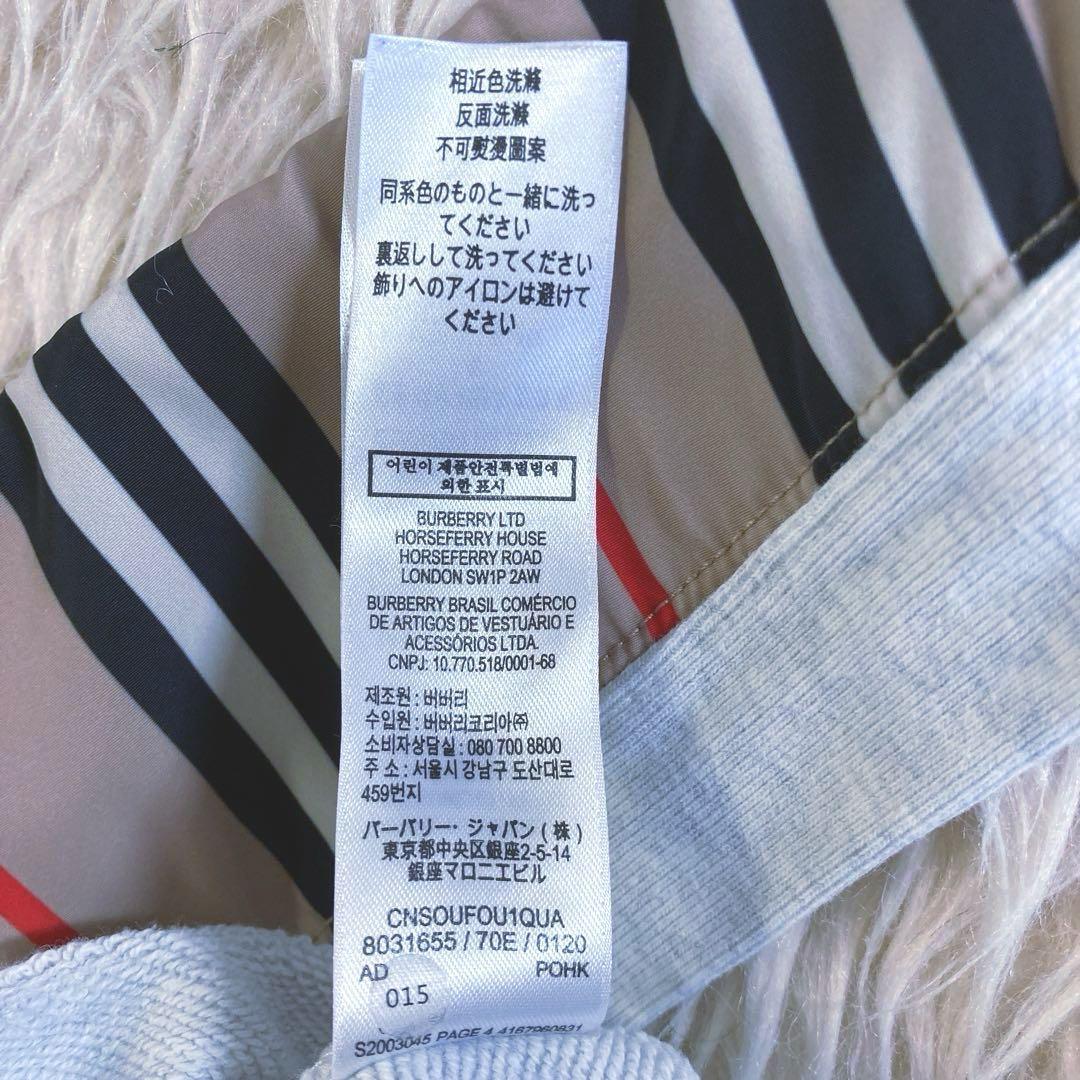 相近色洗滌
反面洗滌
不可熨燙圖案
同系色のものと一緒に洗っ
てください
裏返しして洗ってください
飾りへのアイロンは避けて
ください
어린이 제품안전특별법에
의한 표시
BURBERRY LTD
HORSEFERRY HOUSE
HORSEFERRY ROAD
LONDON SW1P 2AW
BURBERRY BRASIL COMÉRCIO
DE ARTIGOS DE VESTUÁRIO E
ACESSÓRIOS LTDA.
CNPJ: 10.770.518/0001-68
제조원 : 버버리
수입원 : 버버리코리아㈜
소비자상담실 : 080 700 8800
주 소 : 서울시 강남구 도산대로
459번지
バーバリー・ジャパン ( 株 )
東京都中央区銀座2-5-14
銀座マロニエビル
CNSOUFOU1QUA
8031655 / 70E / 0120
AD POHK
015
S2003045 PAGE 4 4167960831